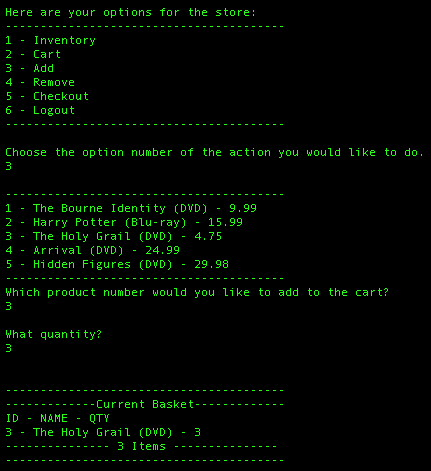 Here are your options for the store:
----------------------------------------
1 - Inventory
2 - Cart
3 - Add
4 - Remove
5 - Checkout
6 - Logout
----------------------------------------
Choose the option number of the action you would like to do.
3
----------------------------------------
1 - The Bourne Identity (DVD) - 9.99
2 - Harry Potter (Blu-ray) - 15.99
3 - The Holy Grail (DVD) - 4.75
4 - Arrival (DVD) - 24.99
5 - Hidden Figures (DVD) - 29.98
----------------------------------------
Which product number would you like to add to the cart?
3
What quantity?
3
----------------------------------------
-------------Current Basket-------------
ID - NAME - QTY
3 - The Holy Grail (DVD) - 3
--------------- 3 Items ---------------
----------------------------------------